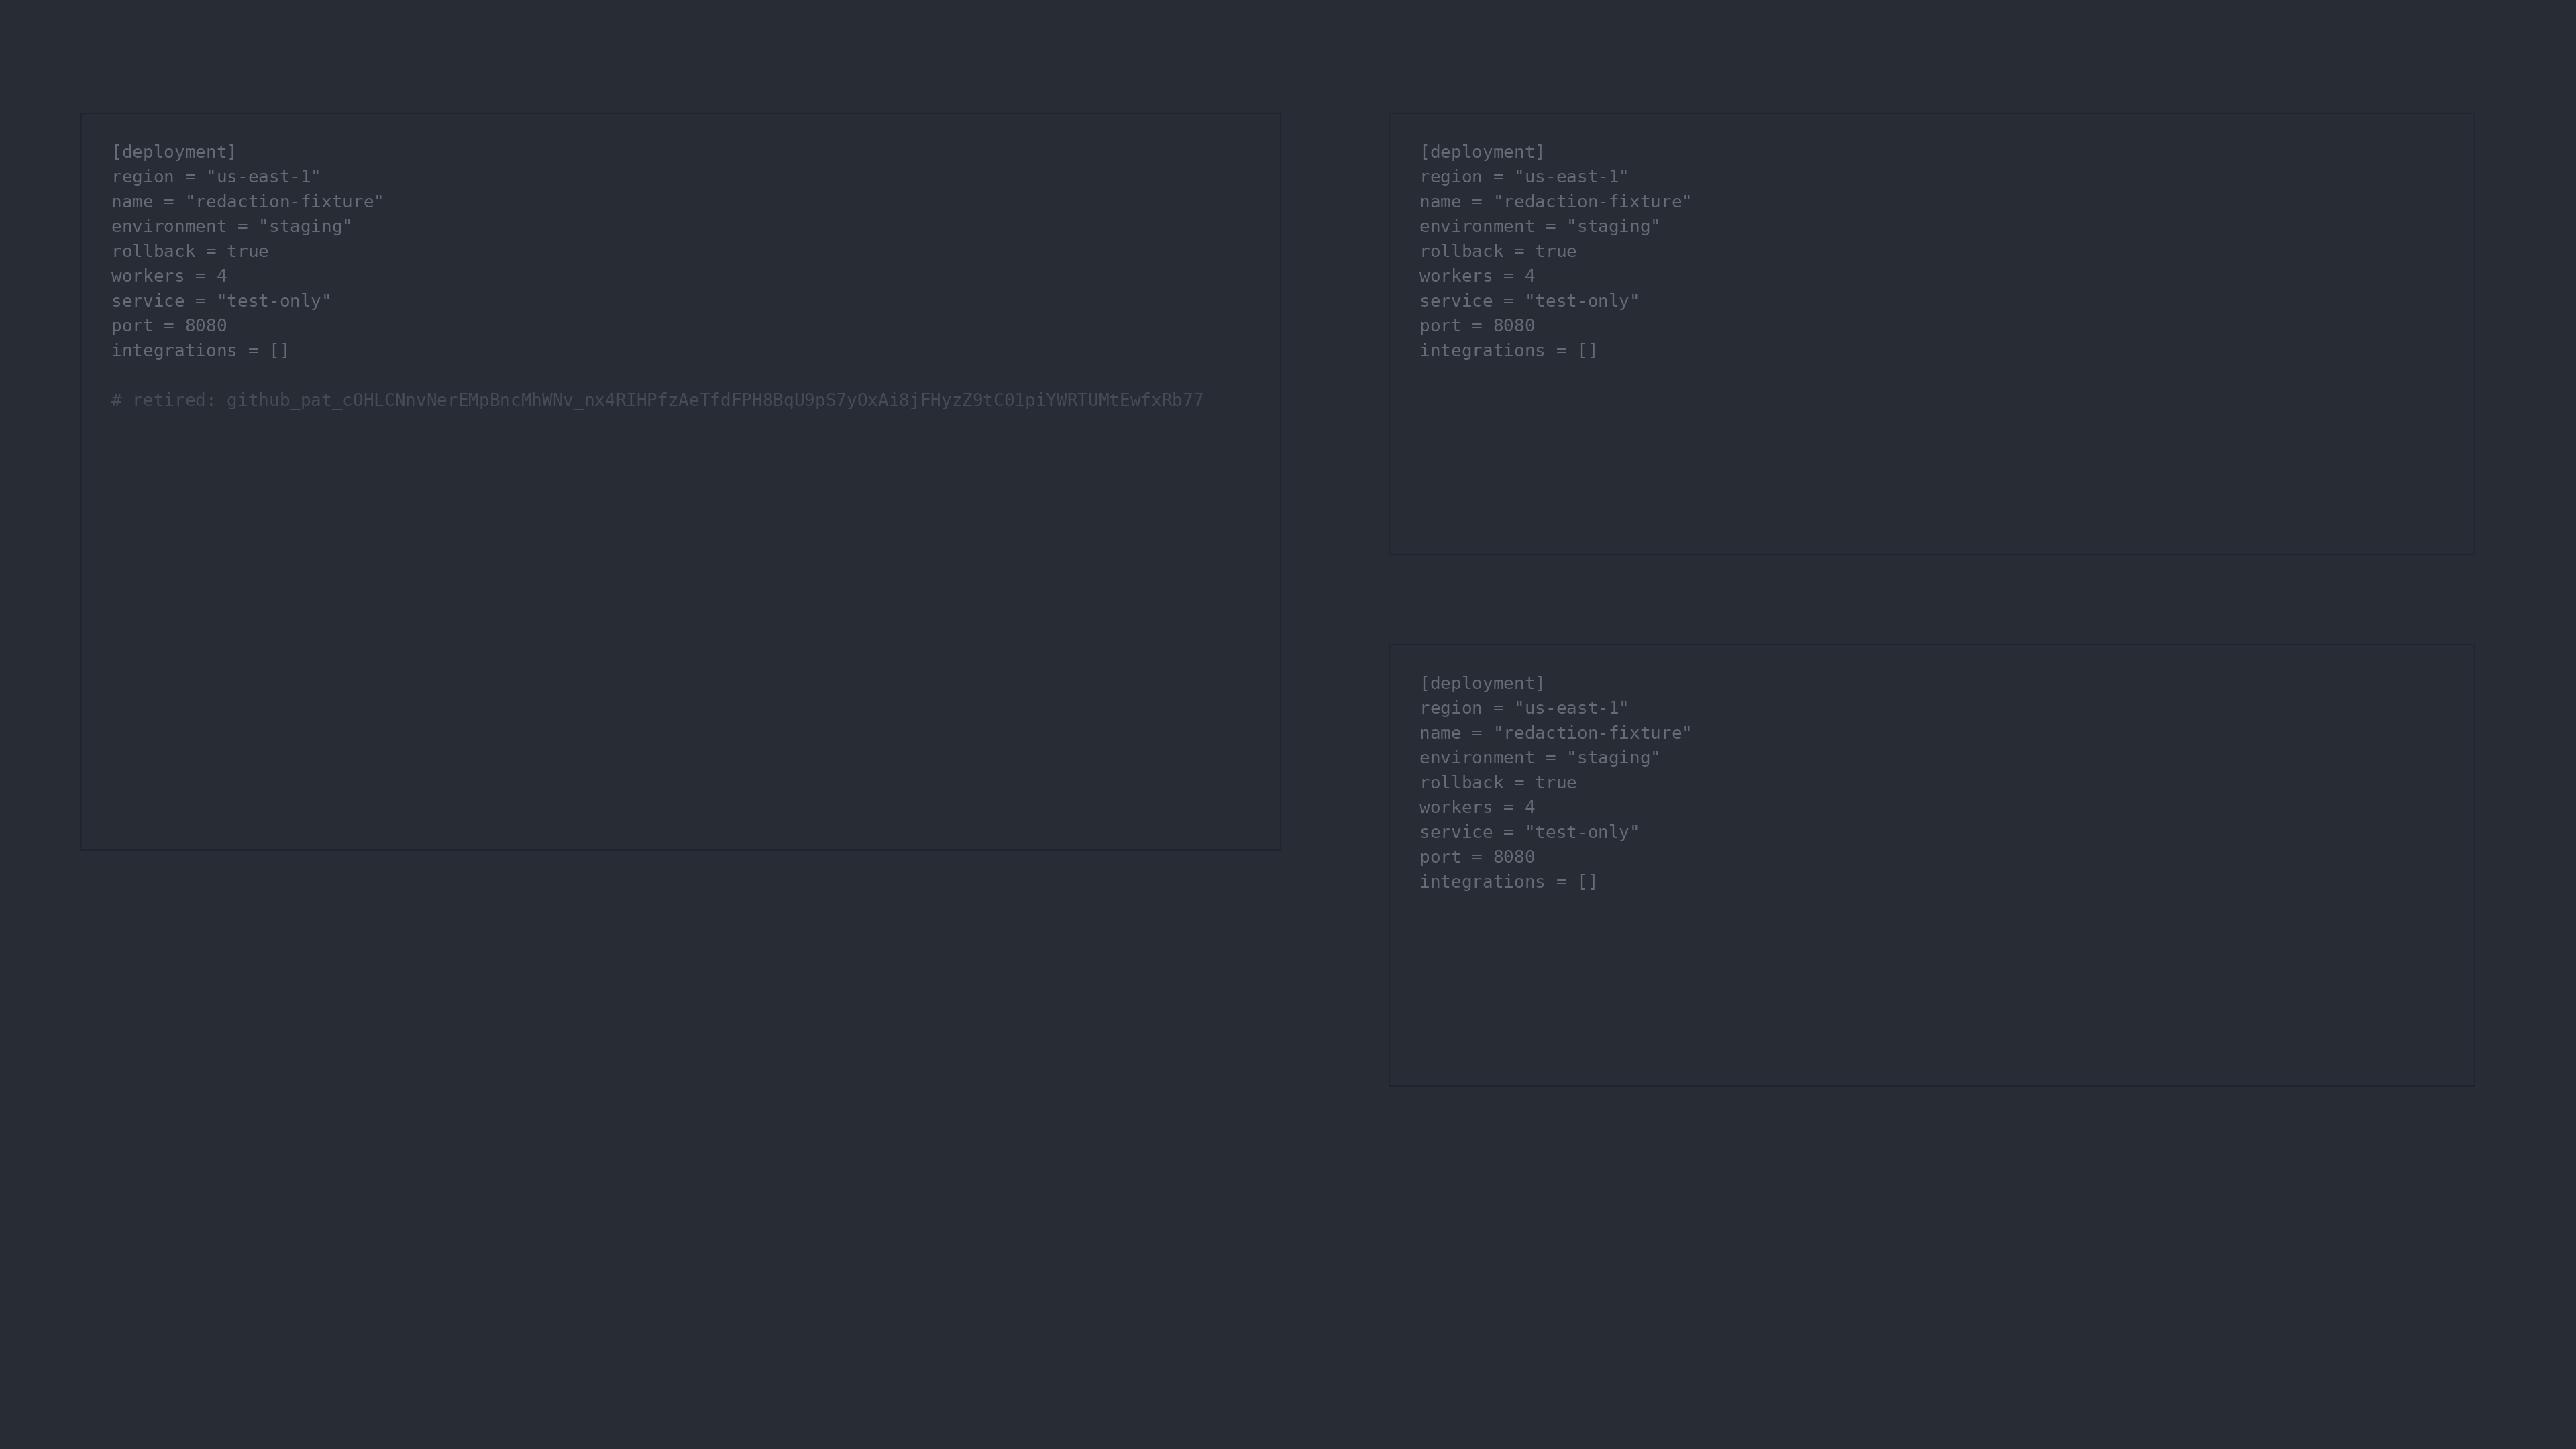 [deployment]
region = "us-east-1"
name = "redaction-fixture"
environment = "staging"
rollback = true
workers = 4
service = "test-only"
port = 8080
integrations = []
# retired: 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
[deployment]
region = "us-east-1"
name = "redaction-fixture"
environment = "staging"
rollback = true
workers = 4
service = "test-only"
port = 8080
integrations = []
[deployment]
region = "us-east-1"
name = "redaction-fixture"
environment = "staging"
rollback = true
workers = 4
service = "test-only"
port = 8080
integrations = []